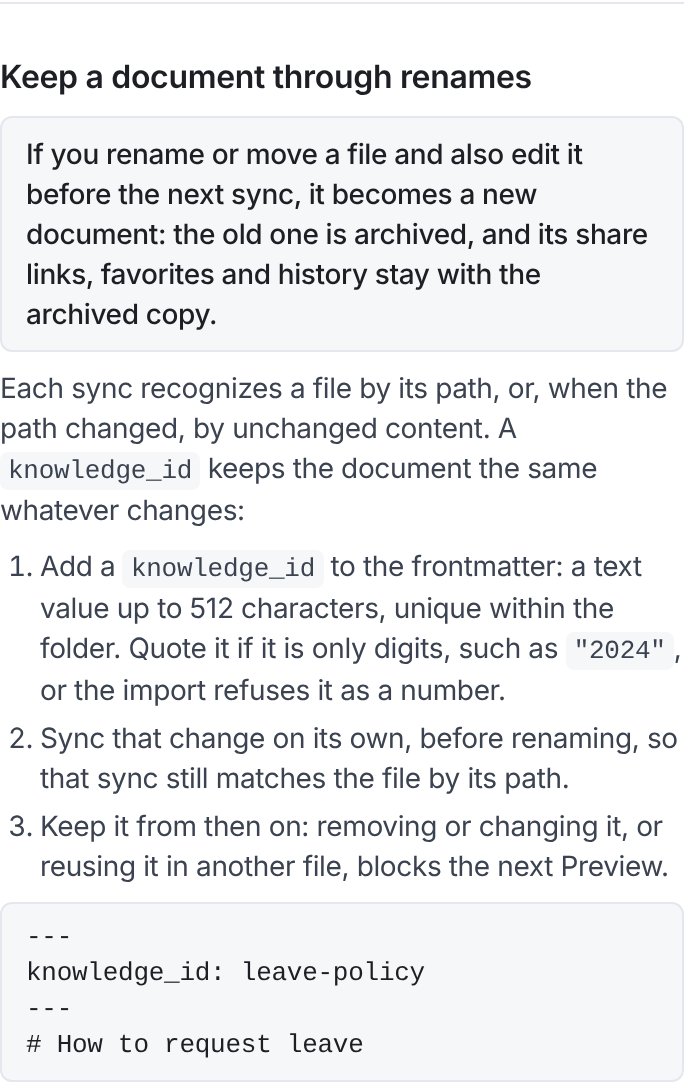 Keep a document through renames
If you rename or move a file and also edit it
before the next sync, it becomes a new
document: the old one is archived, and its share
links, favorites and history stay with the
archived copy.
Each sync recognizes a file by its path, or, when the
path changed, by unchanged content. A
knowledge_id keeps the document the same
whatever changes:
1. Add a knowledge_id to the frontmatter: a text
value up to 512 characters, unique within the
folder. Quote it if it is only digits, such as "2024",
or the import refuses it as a number.
2. Sync that change on its own, before renaming, so
that sync still matches the file by its path.
3. Keep it from then on: removing or changing it, or
reusing it in another file, blocks the next Preview.
---
knowledge_id: leave-policy
---
# How to request leave